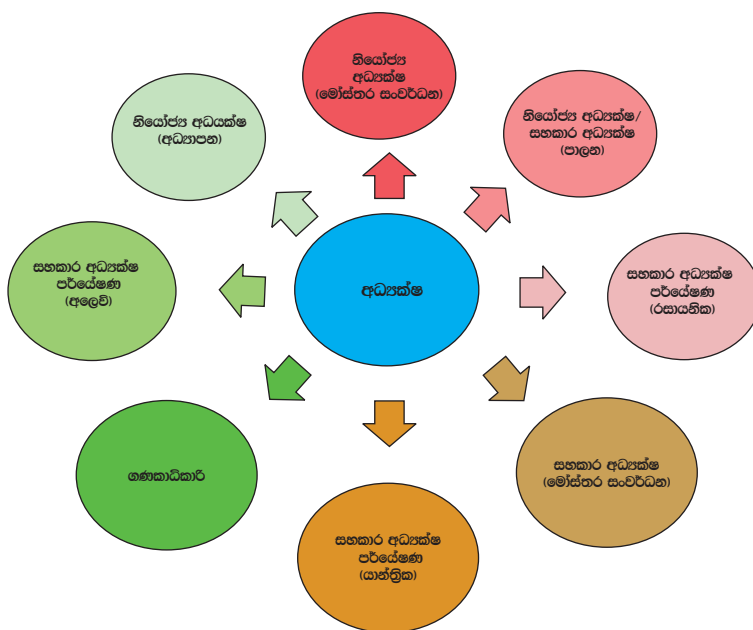 නියෝජ්‍ය
අධ්‍යක්ෂ
(මෝස්තර සංවර්ධන)
නියෝජ්‍ය අධ්‍යක්ෂ/
සහකාර අධ්‍යක්ෂ
(පාලන)
සහකාර අධ්‍යක්ෂ
පර්යේෂණ
(රසායනික)
සහකාර අධ්‍යක්ෂ
(මෝස්තර සංවර්ධන)
සහකාර අධ්‍යක්ෂ
පර්යේෂණ
(යාන්ත්‍රික)
ගණකාධිකාරී
සහකාර අධ්‍යක්ෂ
පර්යේෂණ
(අලෙවි)
නියෝජ්‍ය අධයක්ෂ
(අධ්‍යාපන)
අධ්‍යක්ෂ